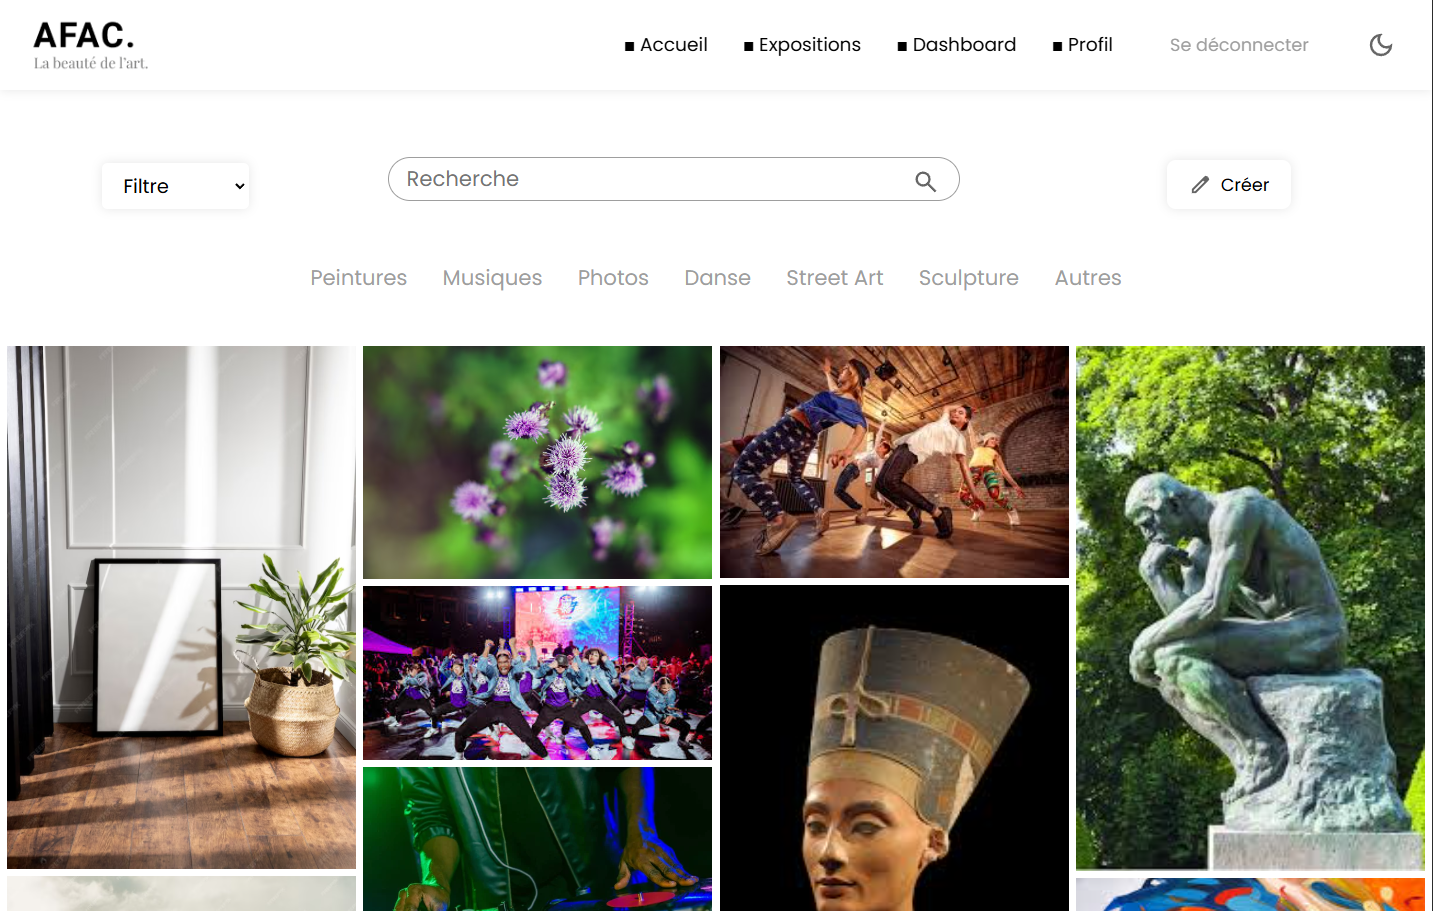 AFAC.
La beauté de l'art.
▪ Accueil ▪ Expositions ▪ Dashboard ▪ Profil Se déconnecter
Filtre
Recherche
Créer
Peintures Musiques Photos Danse Street Art Sculpture Autres